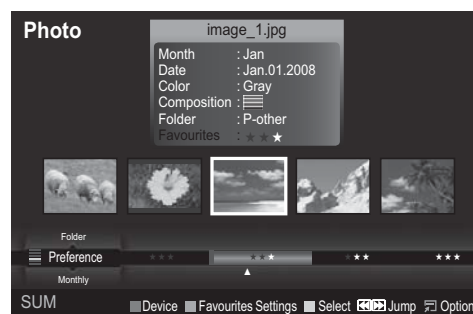 Photo
image_1.jpg
Month : Jan
Date : Jan.01.2008
Color : Gray
Composition :
Folder : P-other
Favourites : ★ ★ ★
Folder
Preference ★★★ ★★★ ★★★ ★★★
Monthly
SUM Device Favourites Settings Select Jump Option